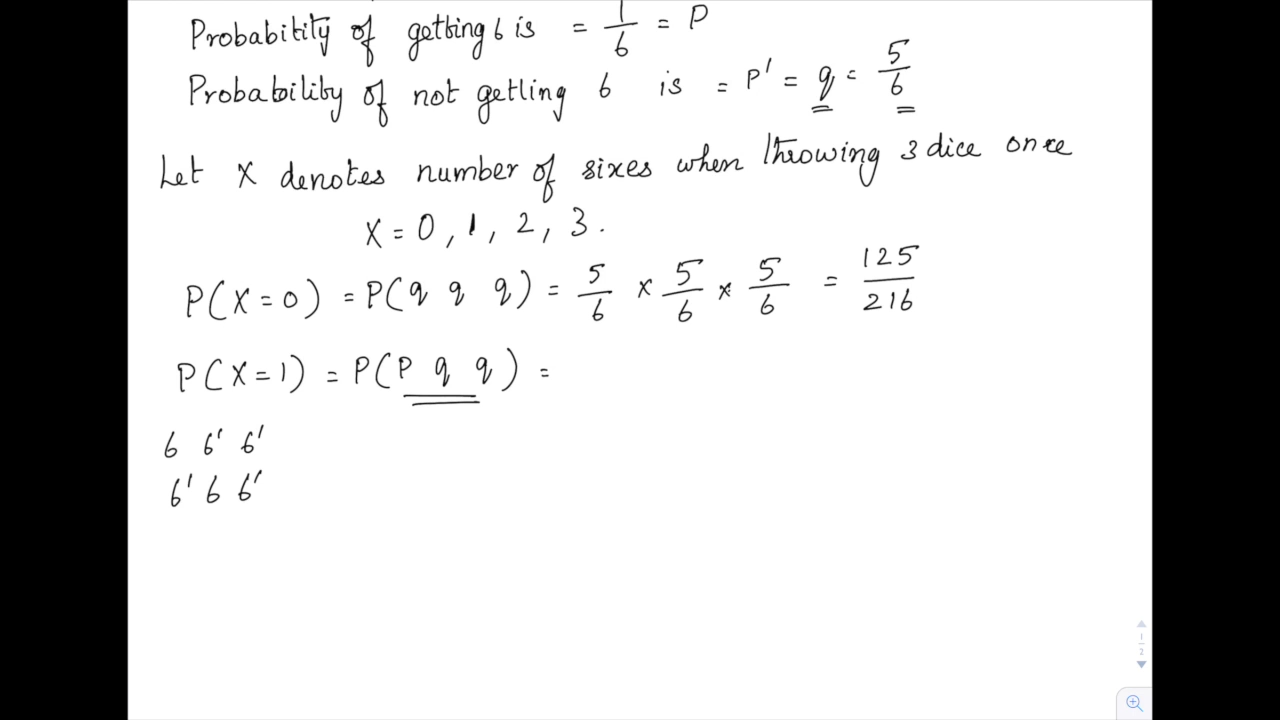 Probability of getting 6 is = 1/6 = P
Probability of not getting 6 is = P' = q = 5/6
Let X denotes number of sixes when throwing 3 dice once
X = 0, 1, 2, 3.
P(X=0) = P(q q q) = 5/6 × 5/6 × 5/6 = 125/216
P(X=1) = P(P q q) =
6 6' 6'
6' 6 6'
1/2